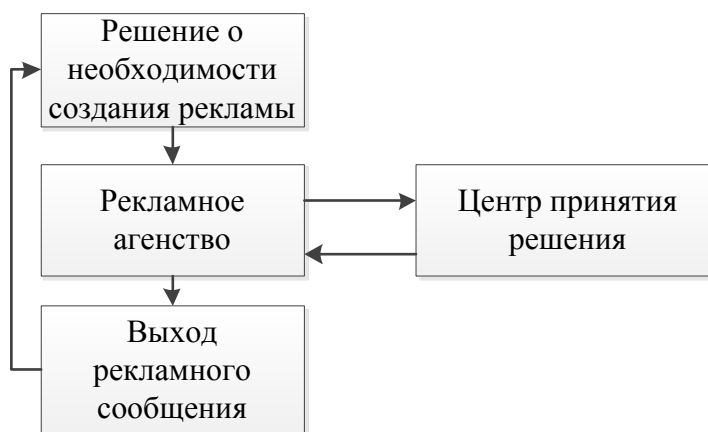 Решение о
необходимости
создания рекламы
Рекламное
агенство
Центр принятия
решения
Выход
рекламного
сообщения